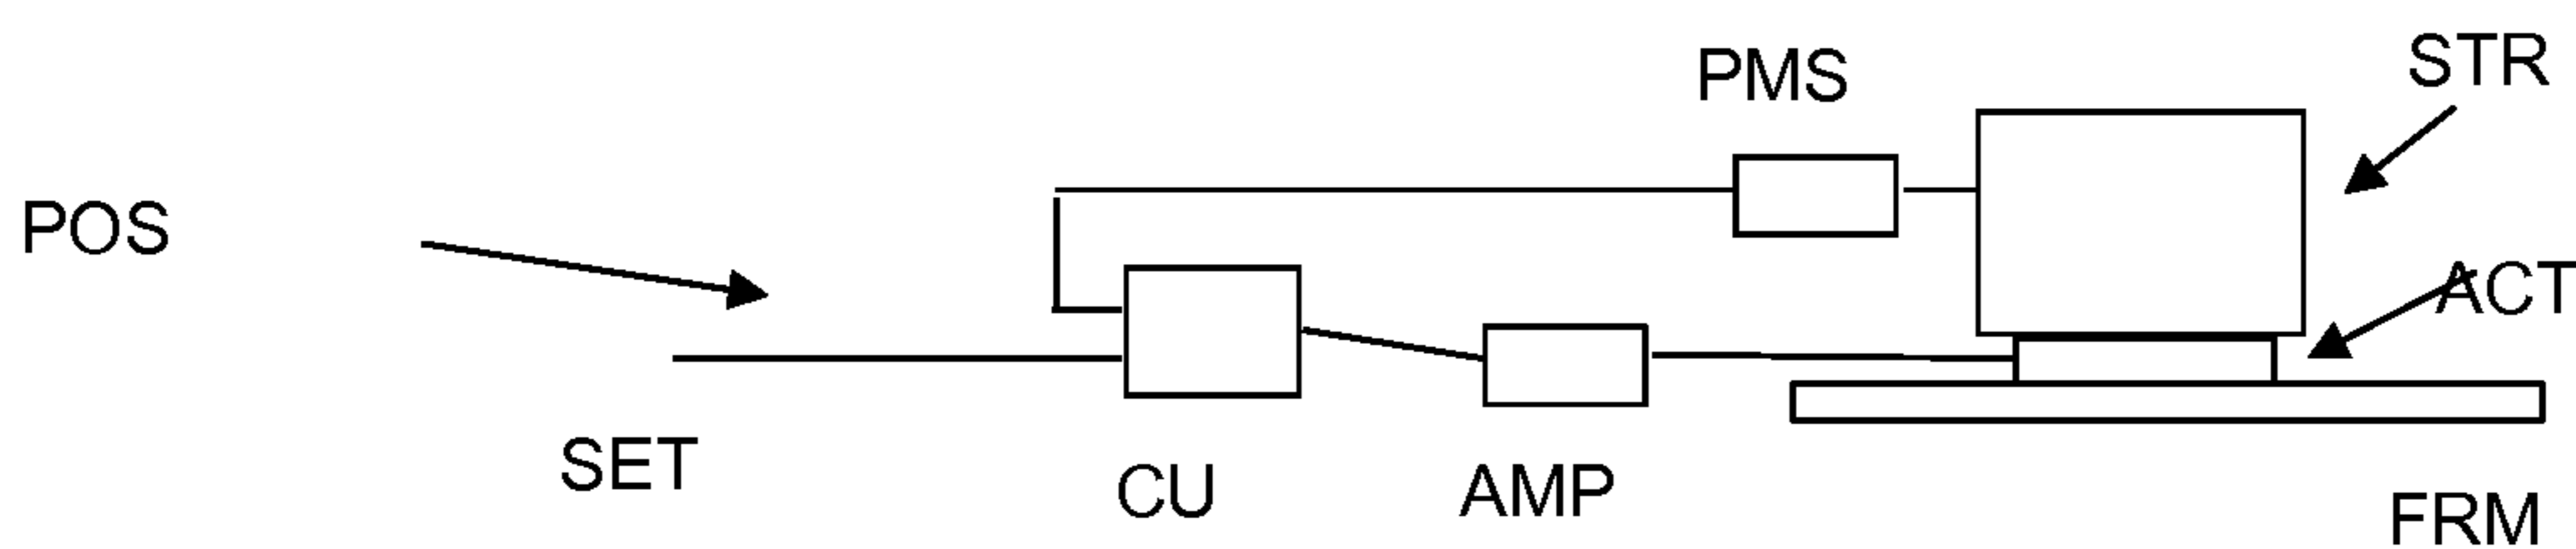 STR
PMS
POS
ACT
SET
CU
AMP
FRM